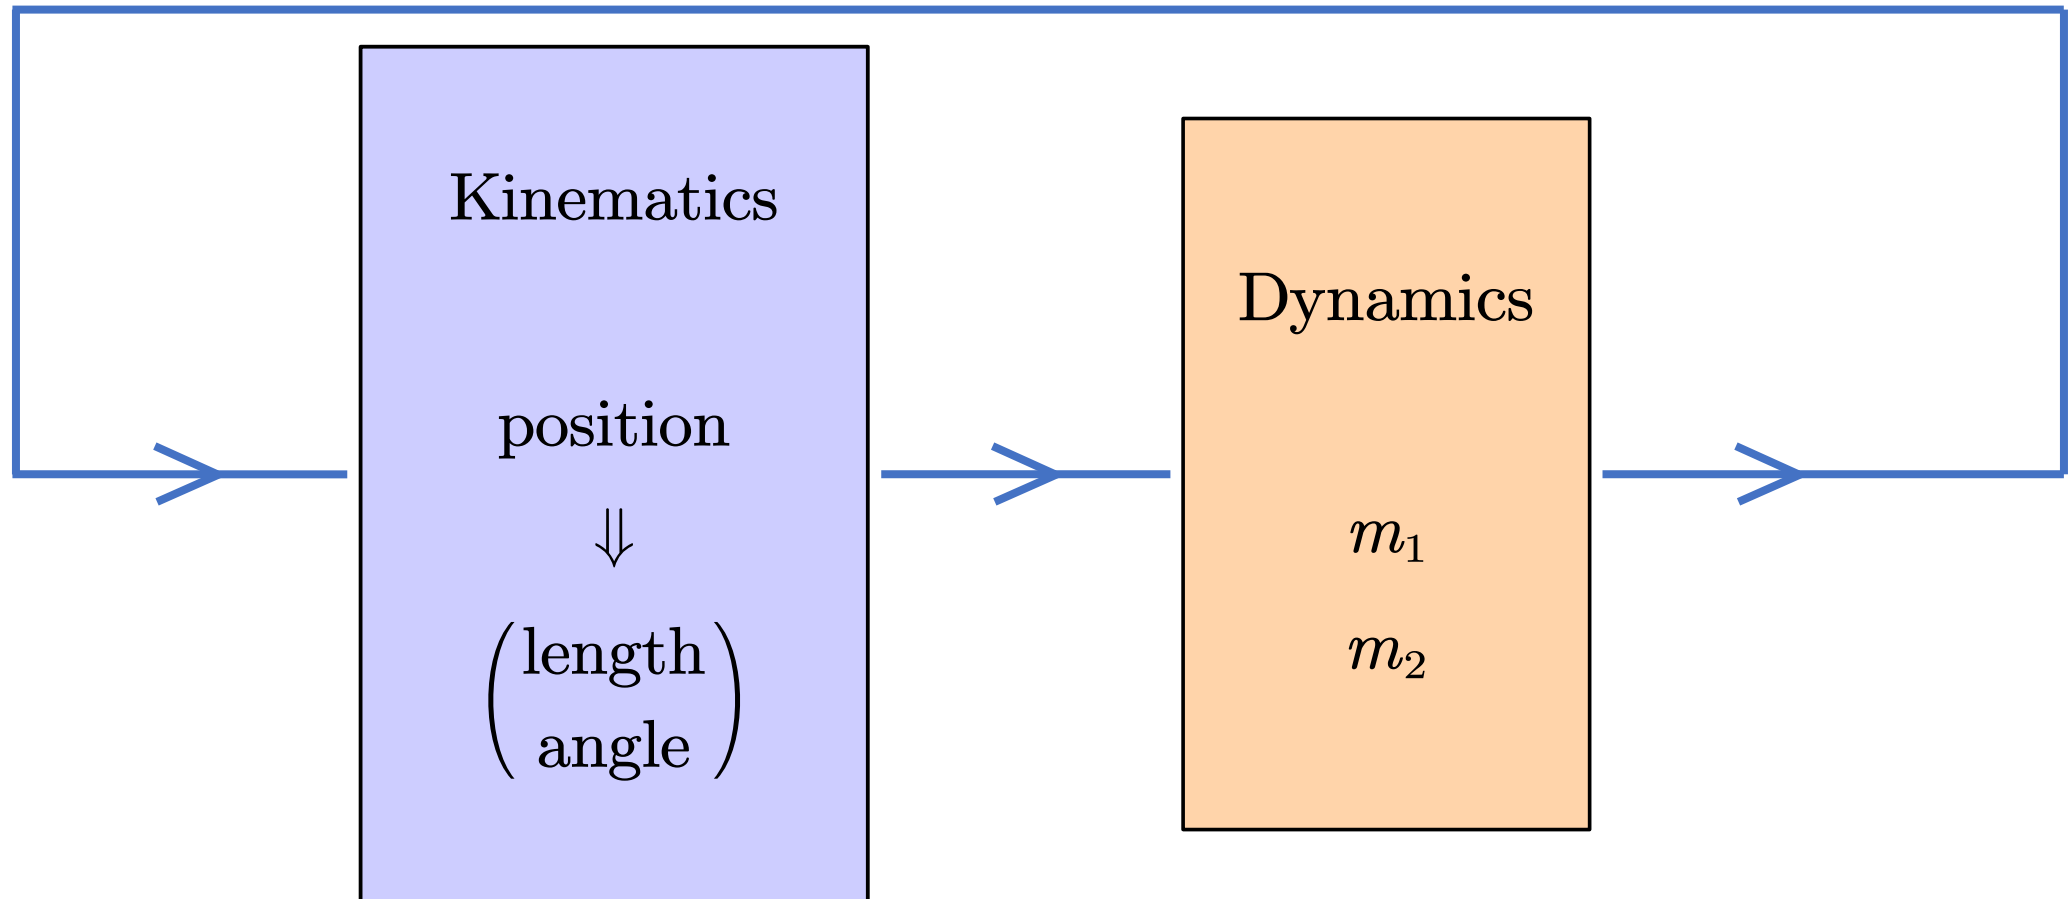 Kinematics
position
⇓
length
angle
Dynamics
m₁
m₂